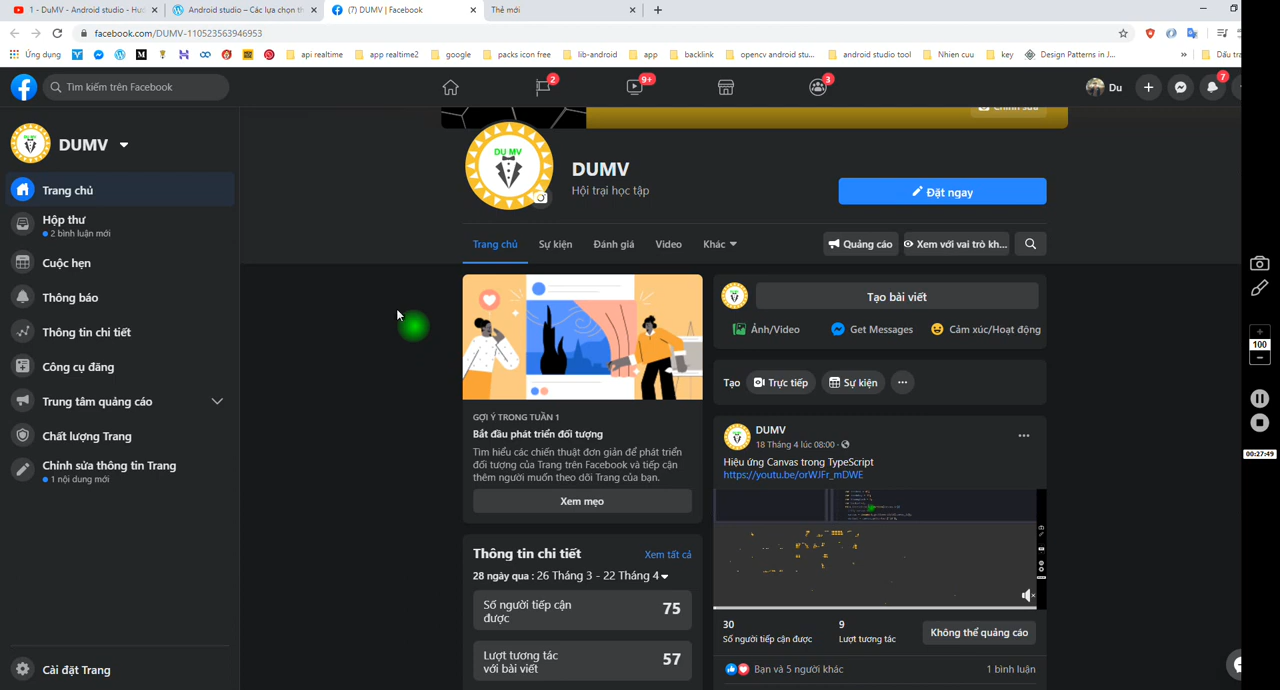 1 - DuMV - Android studio - Hư
Android studio – Các lựa chọn th
(7) DUMV | Facebook
Thẻ mới
facebook.com/DUMV-110523563946953
Ứng dụng
api realtime
app realtime2
google
packs icon free
lib-android
app
backlink
opencv android stu...
android studio tool
Nhien cuu
key
Design Patterns in J...
»
Dấu tra
Tìm kiếm trên Facebook
2
9+
3
Du
7
Chỉnh sửa
DUMV
Trang chủ
Hộp thư
2 bình luận mới
Cuộc hẹn
Thông báo
Thông tin chi tiết
Công cụ đăng
Trung tâm quảng cáo
Chất lượng Trang
Chỉnh sửa thông tin Trang
1 nội dung mới
Cài đặt Trang
DU MV
DUMV
Hội trại học tập
Đặt ngay
Trang chủ
Sự kiện
Đánh giá
Video
Khác
Quảng cáo
Xem với vai trò kh...
GỢI Ý TRONG TUẦN 1
Bắt đầu phát triển đối tượng
Tìm hiểu các chiến thuật đơn giản để phát triển
đối tượng của Trang trên Facebook và tiếp cận
thêm người muốn theo dõi Trang của bạn.
Xem mẹo
Thông tin chi tiết
Xem tất cả
28 ngày qua : 26 Tháng 3 - 22 Tháng 4
Số người tiếp cận
được
75
Lượt tương tác
với bài viết
57
Tạo bài viết
Ảnh/Video
Get Messages
Cảm xúc/Hoạt động
Tạo
Trực tiếp
Sự kiện
DUMV
18 Tháng 4 lúc 08:00 ·
Hiệu ứng Canvas trong TypeScript
https://youtu.be/orWJFr_mDWE
30
Số người tiếp cận được
9
Lượt tương tác
Không thể quảng cáo
Bạn và 5 người khác
1 bình luận
100
00:27:49